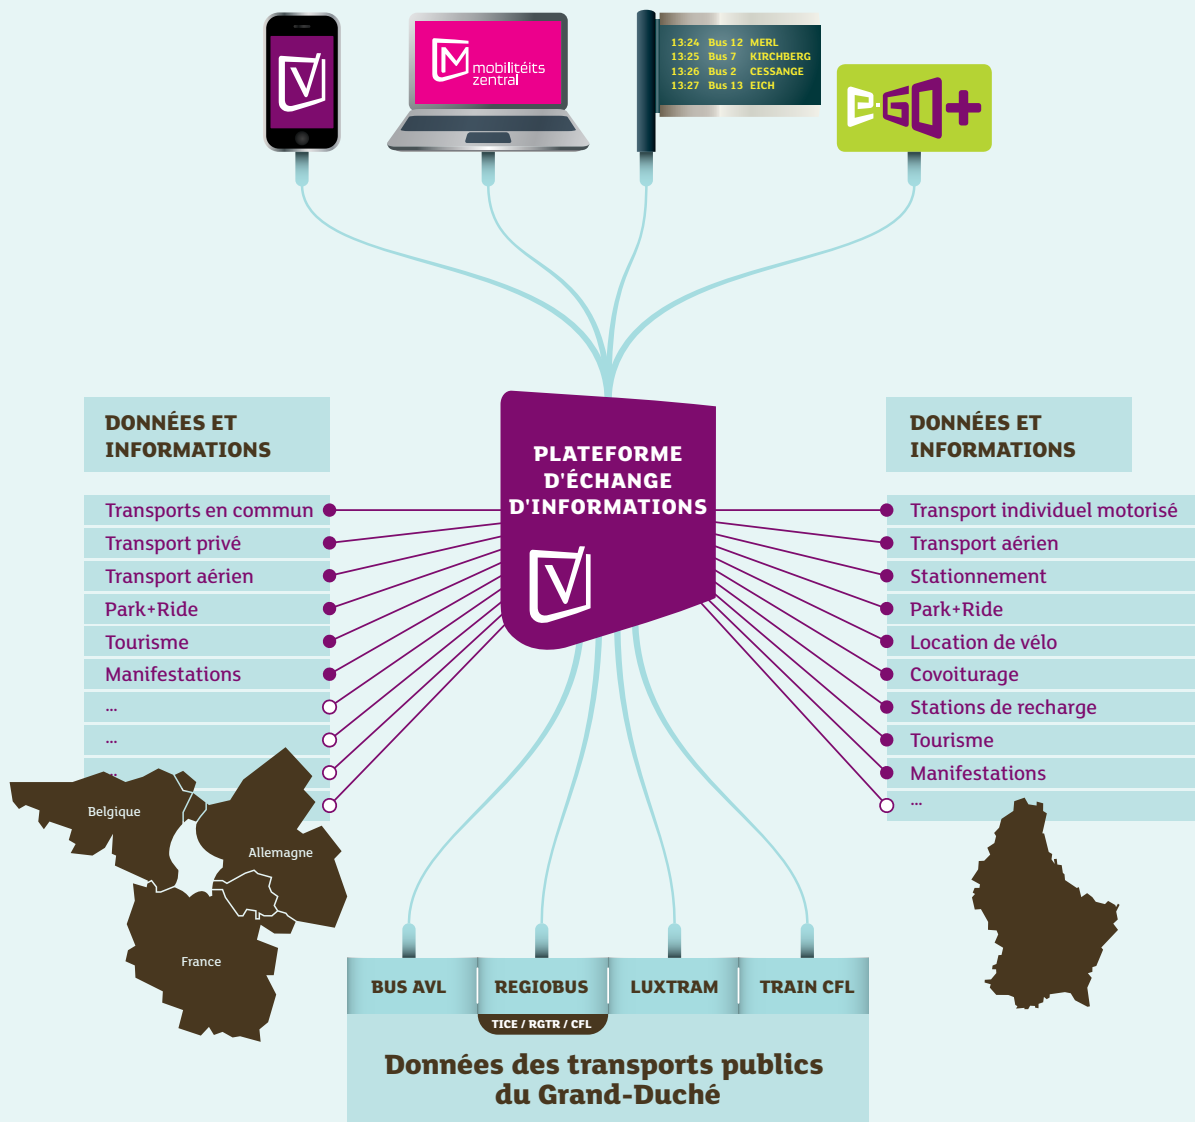 mobilitéits
zentral
13:24 Bus 12 MERL
13:25 Bus 7 KIRCHBERG
13:26 Bus 2 CESSANGE
13:27 Bus 13 EICH
e-GO+
DONNÉES ET
INFORMATIONS
Transports en commun
Transport privé
Transport aérien
Park+Ride
Tourisme
Manifestations
...
...
...
Belgique
Allemagne
France
PLATEFORME
D'ÉCHANGE
D'INFORMATIONS
DONNÉES ET
INFORMATIONS
Transport individuel motorisé
Transport aérien
Stationnement
Park+Ride
Location de vélo
Covoiturage
Stations de recharge
Tourisme
Manifestations
...
BUS AVL
REGIOBUS
LUXTRAM
TRAIN CFL
TICE / RGTR / CFL
Données des transports publics
du Grand-Duché